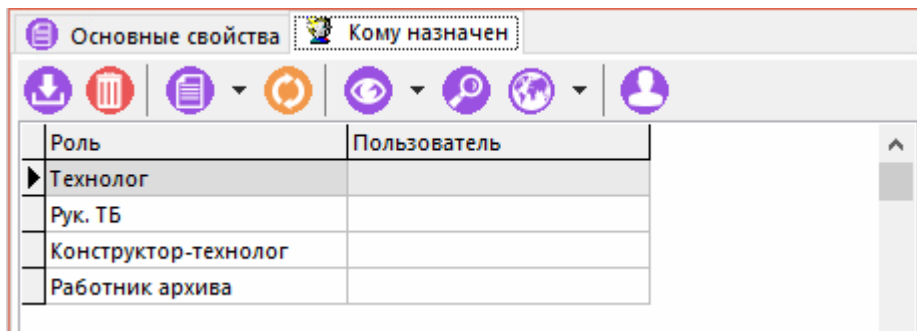 Основные свойства Кому назначен
Роль Пользователь
Технолог
Рук. ТБ
Конструктор-технолог
Работник архива